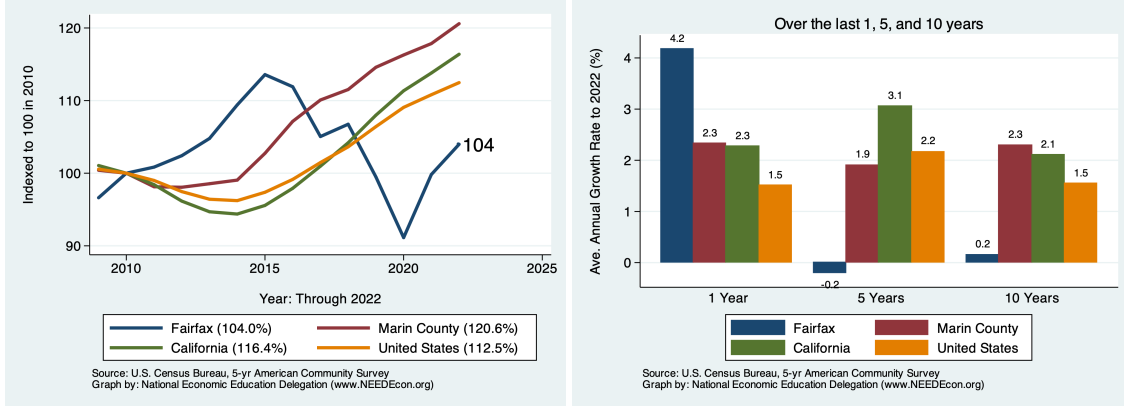 120
110
100
90
Indexed to 100 in 2010
104
2010
2015
2020
2025
Year: Through 2022
Fairfax (104.0%)
Marin County (120.6%)
California (116.4%)
United States (112.5%)
Source: U.S. Census Bureau, 5-yr American Community Survey
Graph by: National Economic Education Delegation (www.NEEDEcon.org)
Over the last 1, 5, and 10 years
Ave. Annual Growth Rate to 2022 (%)
4
3
2
1
0
4.2
2.3
2.3
1.5
-0.2
1.9
3.1
2.2
0.2
2.3
2.1
1.5
1 Year
5 Years
10 Years
Fairfax
Marin County
California
United States
Source: U.S. Census Bureau, 5-yr American Community Survey
Graph by: National Economic Education Delegation (www.NEEDEcon.org)